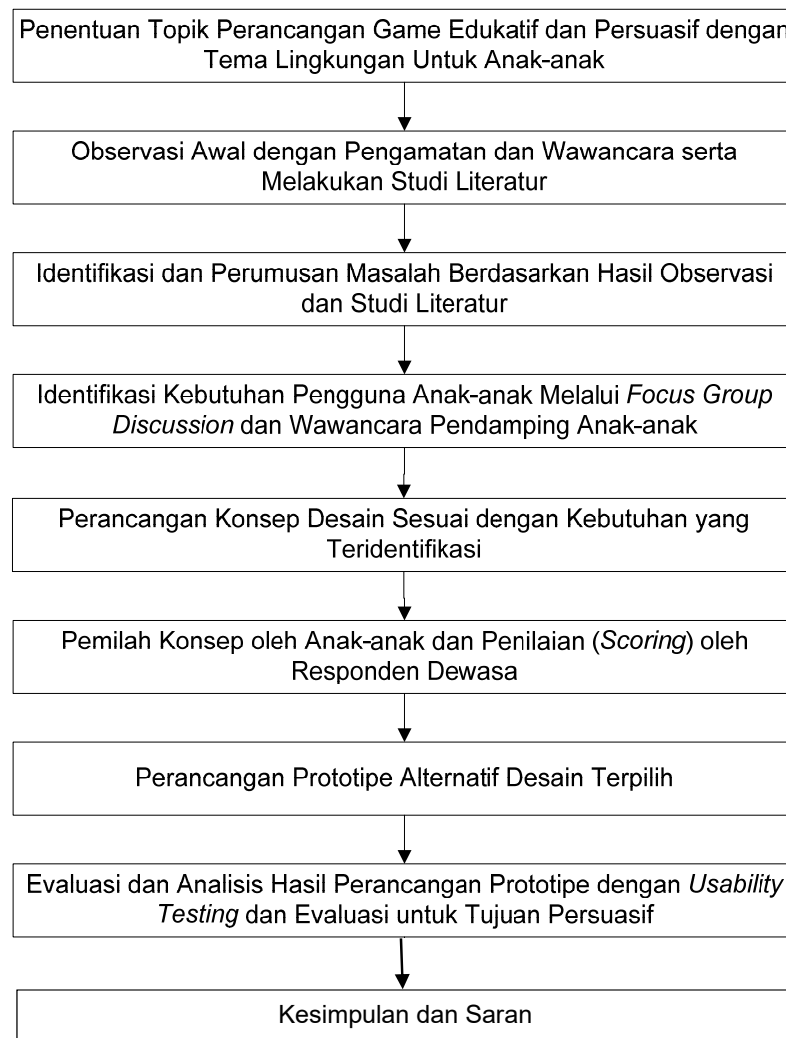 Penentuan Topik Perancangan Game Edukatif dan Persuasif dengan
Tema Lingkungan Untuk Anak-anak
Observasi Awal dengan Pengamatan dan Wawancara serta
Melakukan Studi Literatur
Identifikasi dan Perumusan Masalah Berdasarkan Hasil Observasi
dan Studi Literatur
Identifikasi Kebutuhan Pengguna Anak-anak Melalui Focus Group
Discussion dan Wawancara Pendamping Anak-anak
Perancangan Konsep Desain Sesuai dengan Kebutuhan yang
Teridentifikasi
Pemilah Konsep oleh Anak-anak dan Penilaian (Scoring) oleh
Responden Dewasa
Perancangan Prototipe Alternatif Desain Terpilih
Evaluasi dan Analisis Hasil Perancangan Prototipe dengan Usability
Testing dan Evaluasi untuk Tujuan Persuasif
Kesimpulan dan Saran